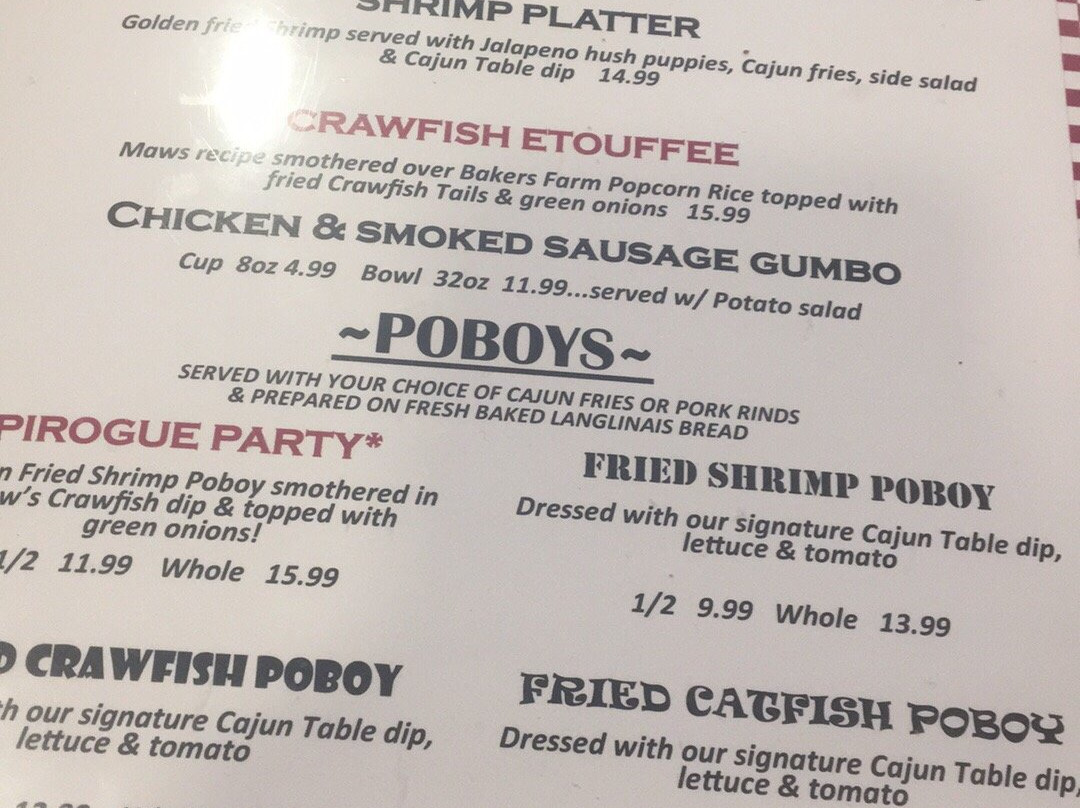 SHRIMP PLATTER
Golden fried Shrimp served with Jalapeno hush puppies, Cajun fries, side salad
& Cajun Table dip 14.99
CRAWFISH ETOUFFEE
Maws recipe smothered over Bakers Farm Popcorn Rice topped with
fried Crawfish Tails & green onions 15.99
CHICKEN & SMOKED SAUSAGE GUMBO
Cup 8oz 4.99 Bowl 32oz 11.99...served w/ Potato salad
~POBOYS~
SERVED WITH YOUR CHOICE OF CAJUN FRIES OR PORK RINDS
& PREPARED ON FRESH BAKED LANGLINAIS BREAD
PIROGUE PARTY*
Fried Shrimp Poboy smothered in
Crawfish dip & topped with
green onions!
1/2 11.99 Whole 15.99
FRIED SHRIMP POBOY
Dressed with our signature Cajun Table dip,
lettuce & tomato
1/2 9.99 Whole 13.99
CRAWFISH POBOY
our signature Cajun Table dip,
lettuce & tomato
FRIED CATFISH POBOY
Dressed with our signature Cajun Table dip,
lettuce & tomato